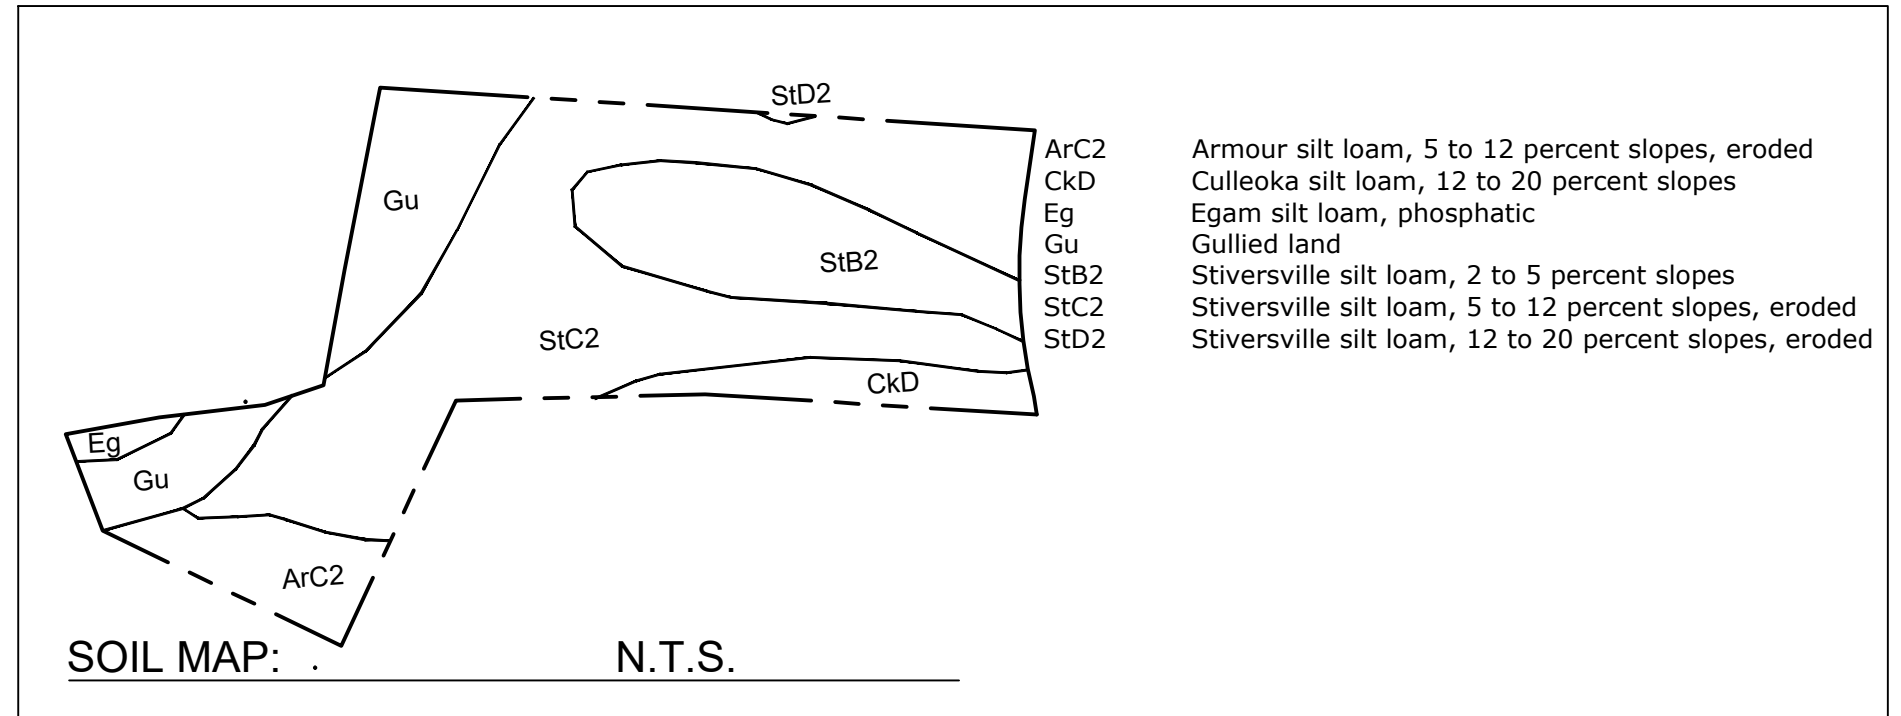 StD2
Gu
StB2
StC2
CkD
Eg
Gu
ArC2
ArC2 Armour silt loam, 5 to 12 percent slopes, eroded
CkD Culleoka silt loam, 12 to 20 percent slopes
Eg Egam silt loam, phosphatic
Gu Gullied land
StB2 Stiversville silt loam, 2 to 5 percent slopes
StC2 Stiversville silt loam, 5 to 12 percent slopes, eroded
StD2 Stiversville silt loam, 12 to 20 percent slopes, eroded
SOIL MAP: N.T.S.